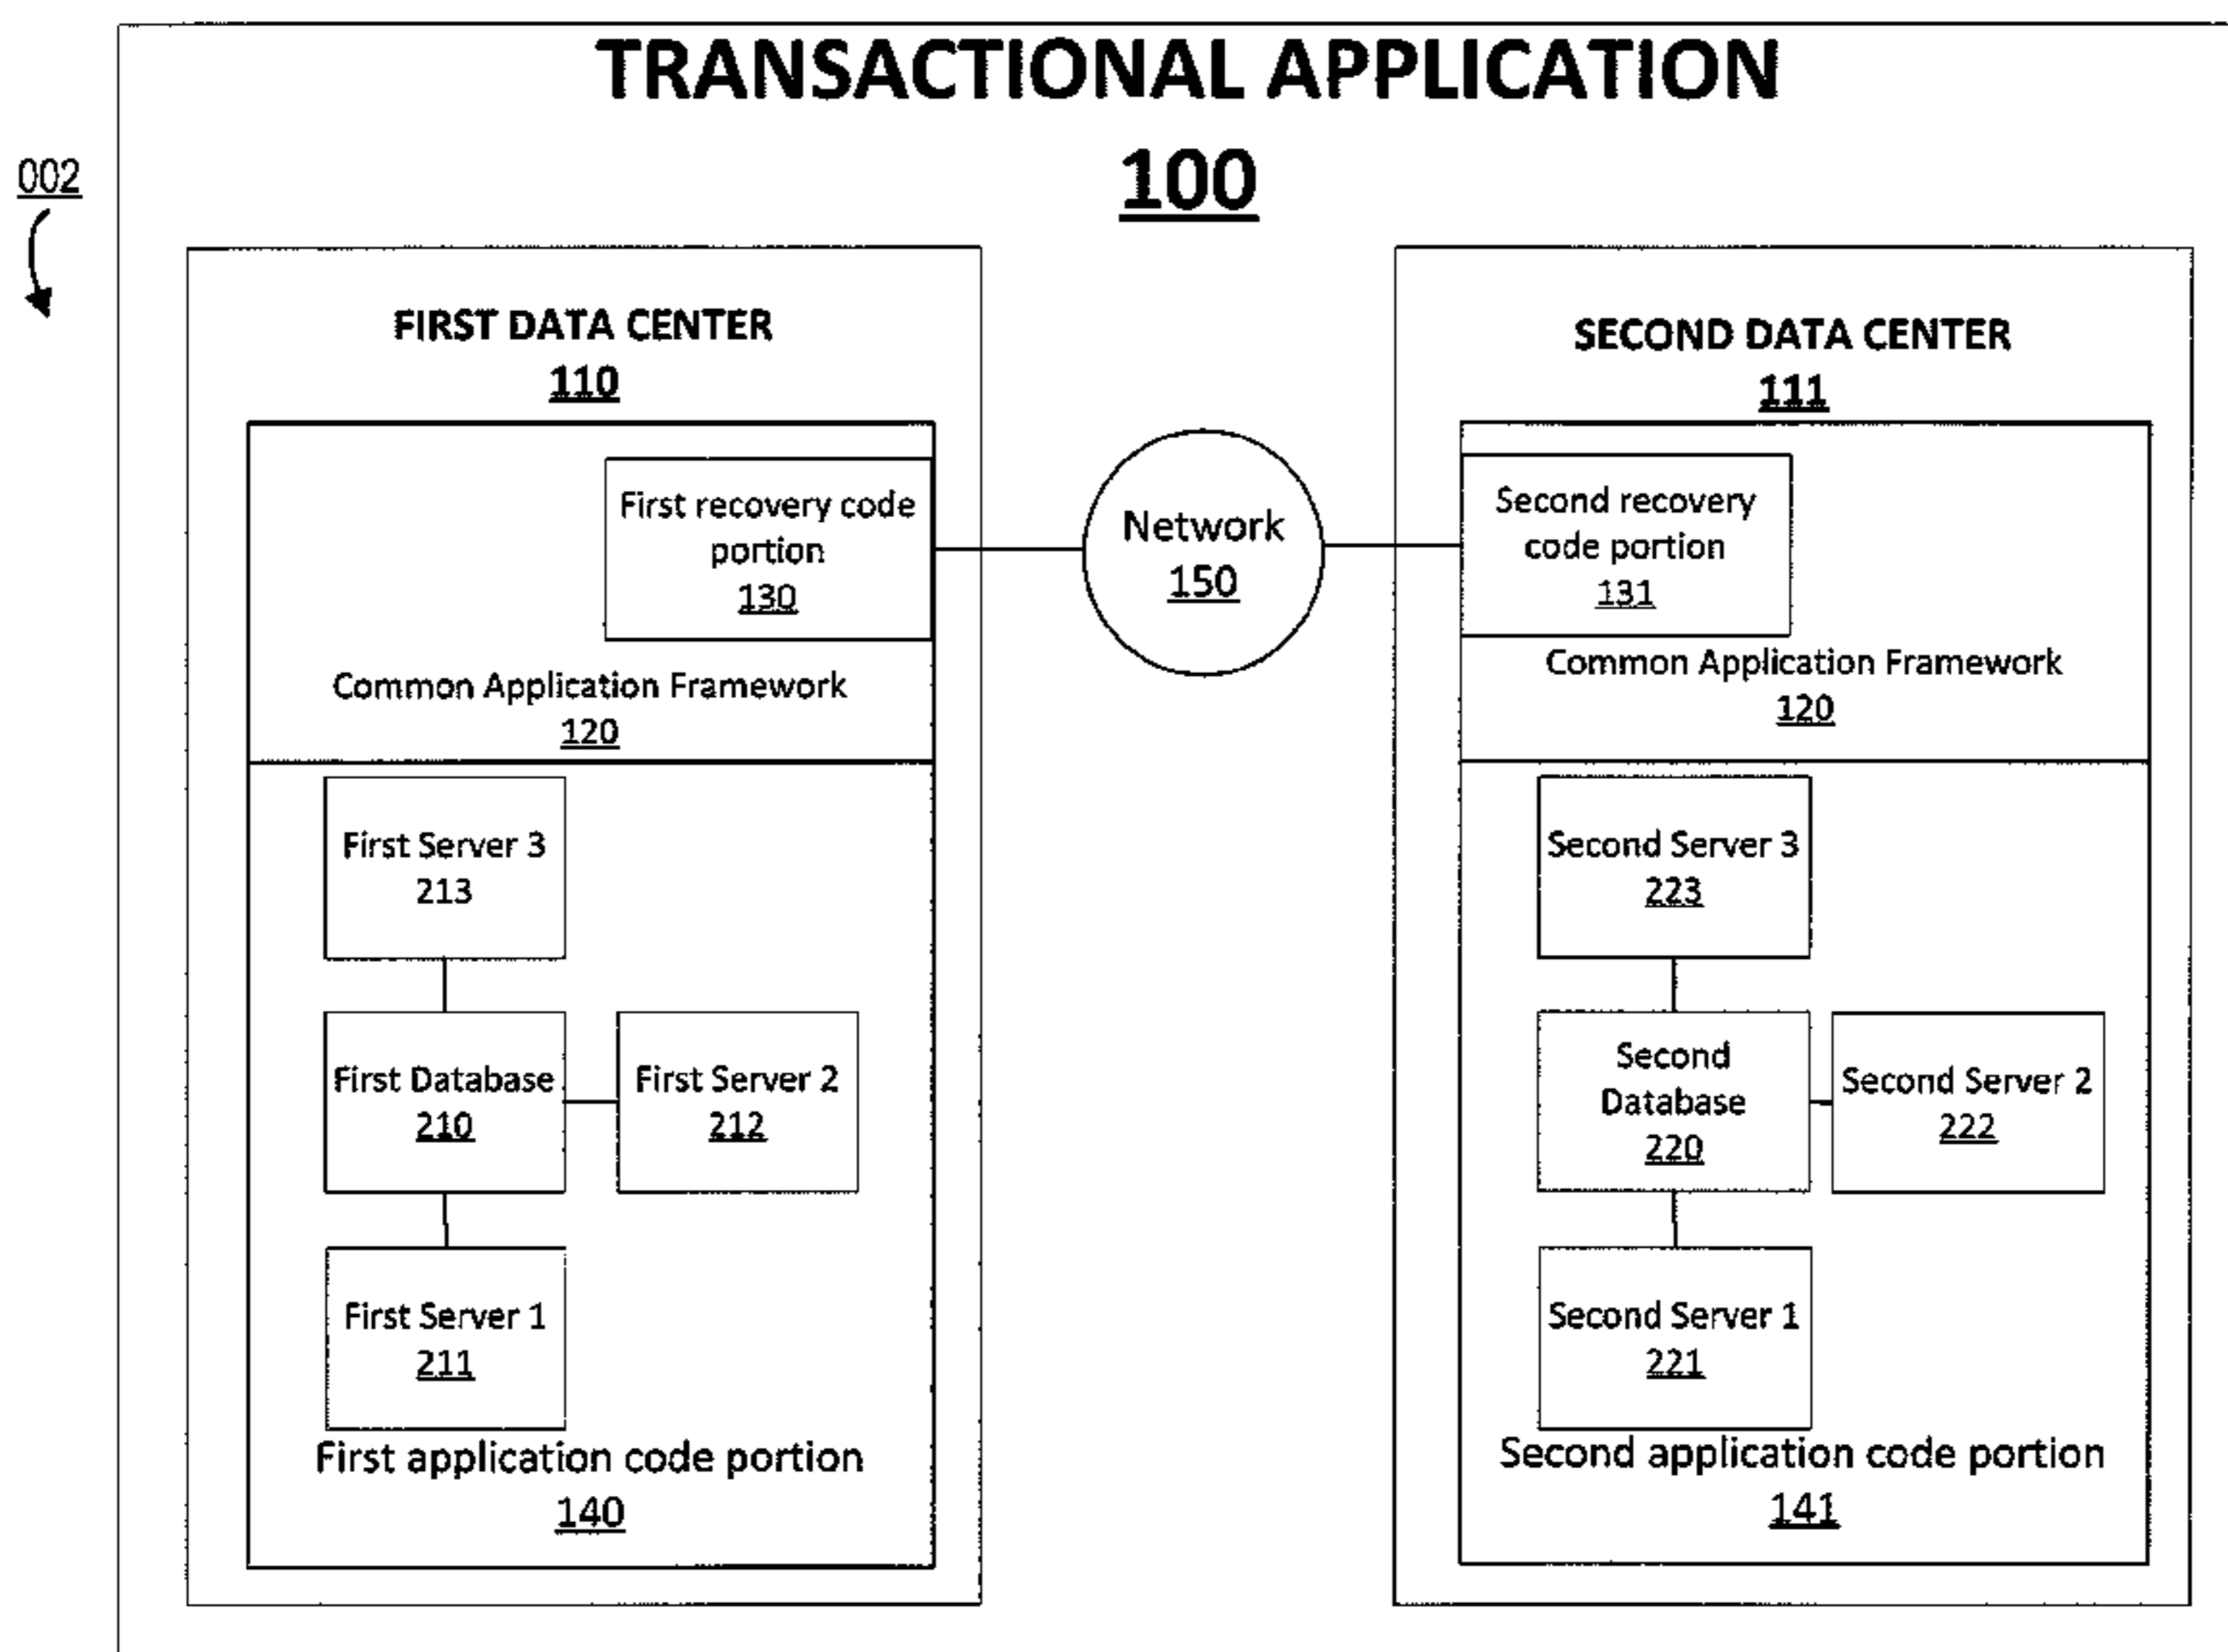 TRANSACTIONAL APPLICATION
100
002
FIRST DATA CENTER
110
First recovery code
portion
130
Common Application Framework
120
First Server 3
213
First Database
210
First Server 2
212
First Server 1
211
First application code portion
140
Network
150
SECOND DATA CENTER
111
Second recovery
code portion
131
Common Application Framework
120
Second Server 3
223
Second
Database
220
Second Server 2
222
Second Server 1
221
Second application code portion
141